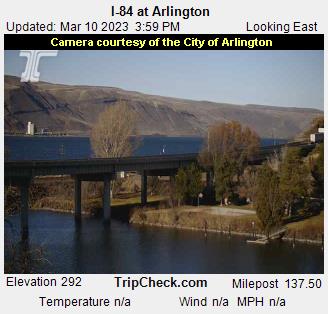 I-84 at Arlington
Updated: Mar 10 2023 3:59 PM Looking East
Camera courtesy of the City of Arlington
Elevation 292 TripCheck.com Milepost 137.50
Temperature n/a Wind n/a MPH n/a